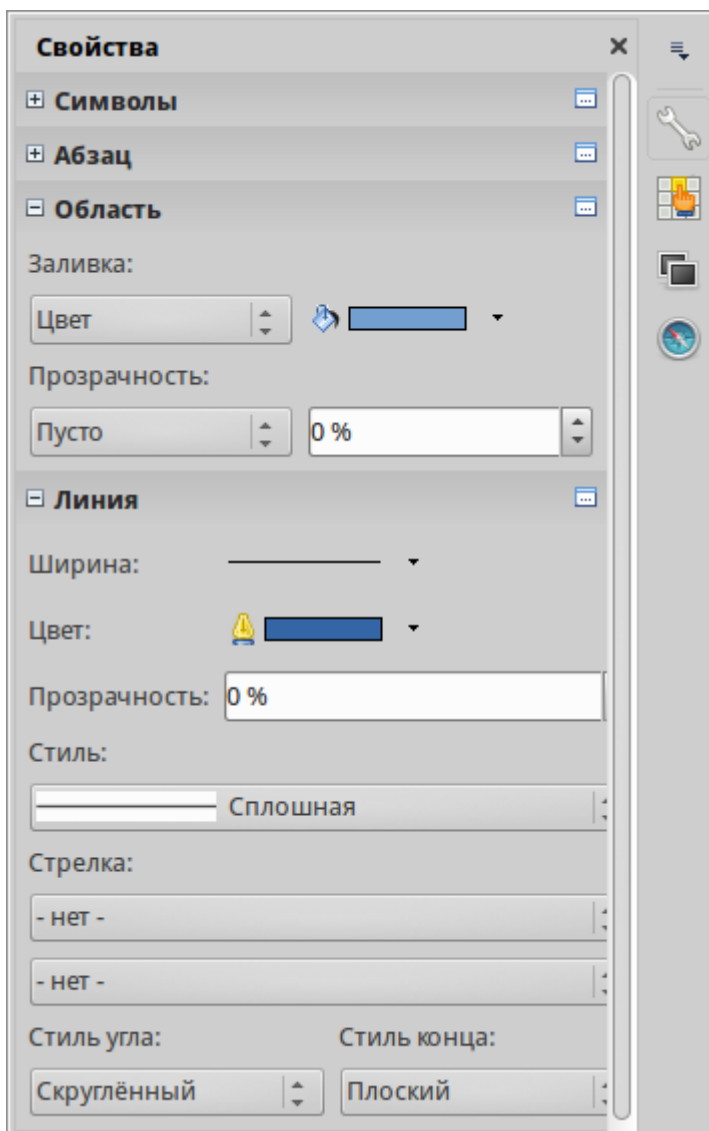 Свойства
Символы
Абзац
Область
Заливка:
Цвет
Прозрачность:
Пусто 0 %
Линия
Ширина:
Цвет:
Прозрачность: 0 %
Стиль:
Сплошная
Стрелка:
- нет -
- нет -
Стиль угла: Стиль конца:
Скруглённый Плоский